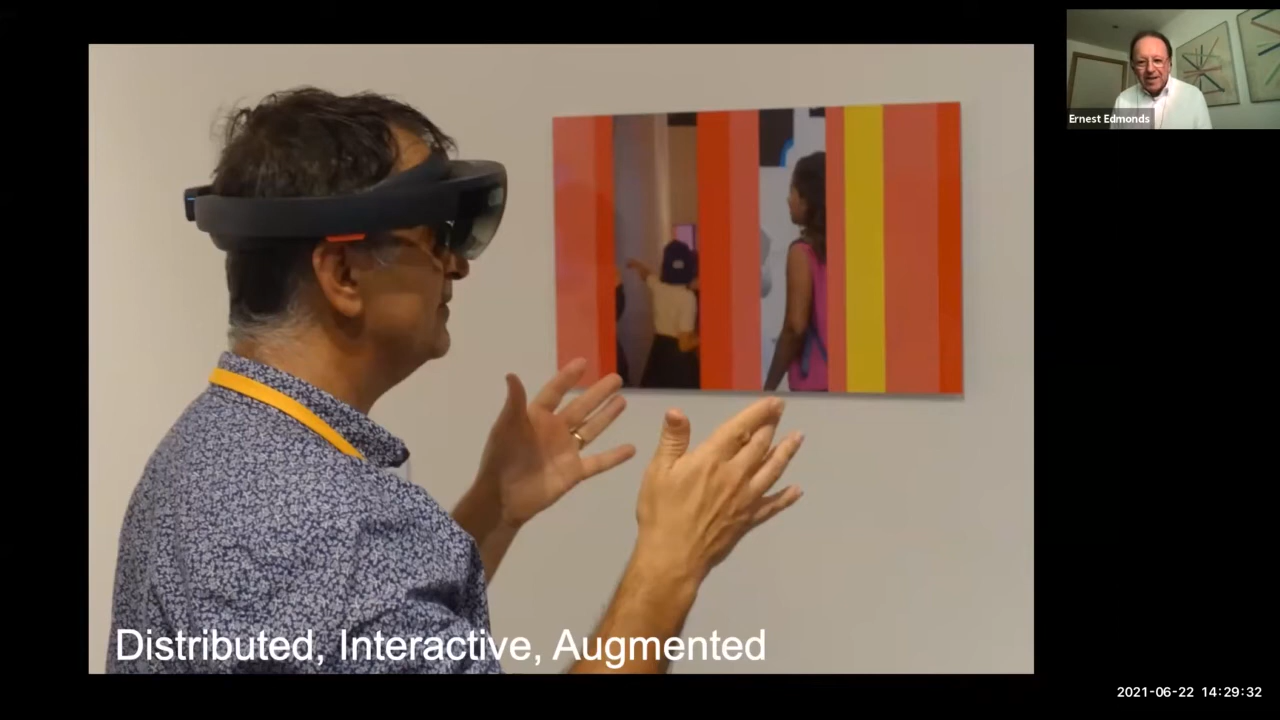 Ernest Edmonds
Distributed, Interactive, Augmented
2021-06-22 14:29:32